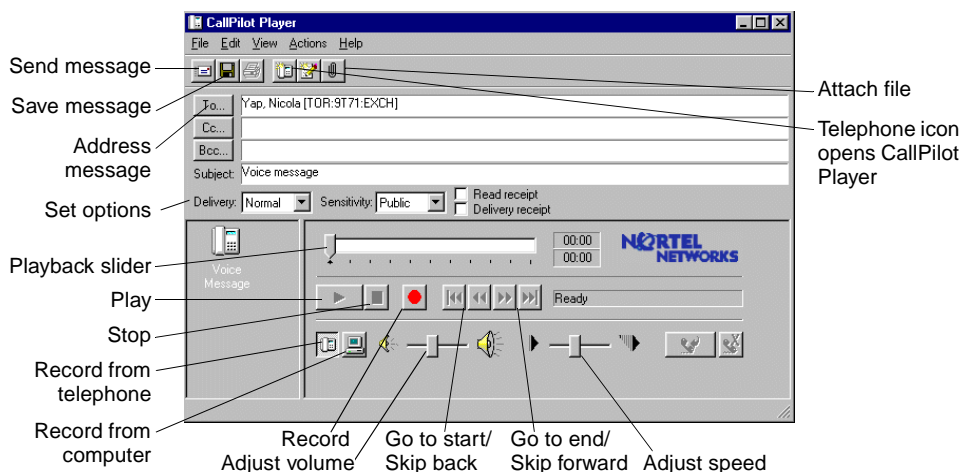 CallPilot Player
File Edit View Actions Help
Send message
Save message
Address
message
Set options
Playback slider
Play
Stop
Record from
telephone
Record from
computer
To... Yap, Nicola [TOR:9T71:EXCH]
Cc...
Bcc...
Subject: Voice message
Delivery: Normal Sensitivity: Public Read receipt
Delivery receipt
Voice
Message
00:00
00:00
NORTEL
NETWORKS
Ready
Attach file
Telephone icon
opens CallPilot
Player
Record
Adjust volume
Go to start/
Skip back
Go to end/
Skip forward
Adjust speed